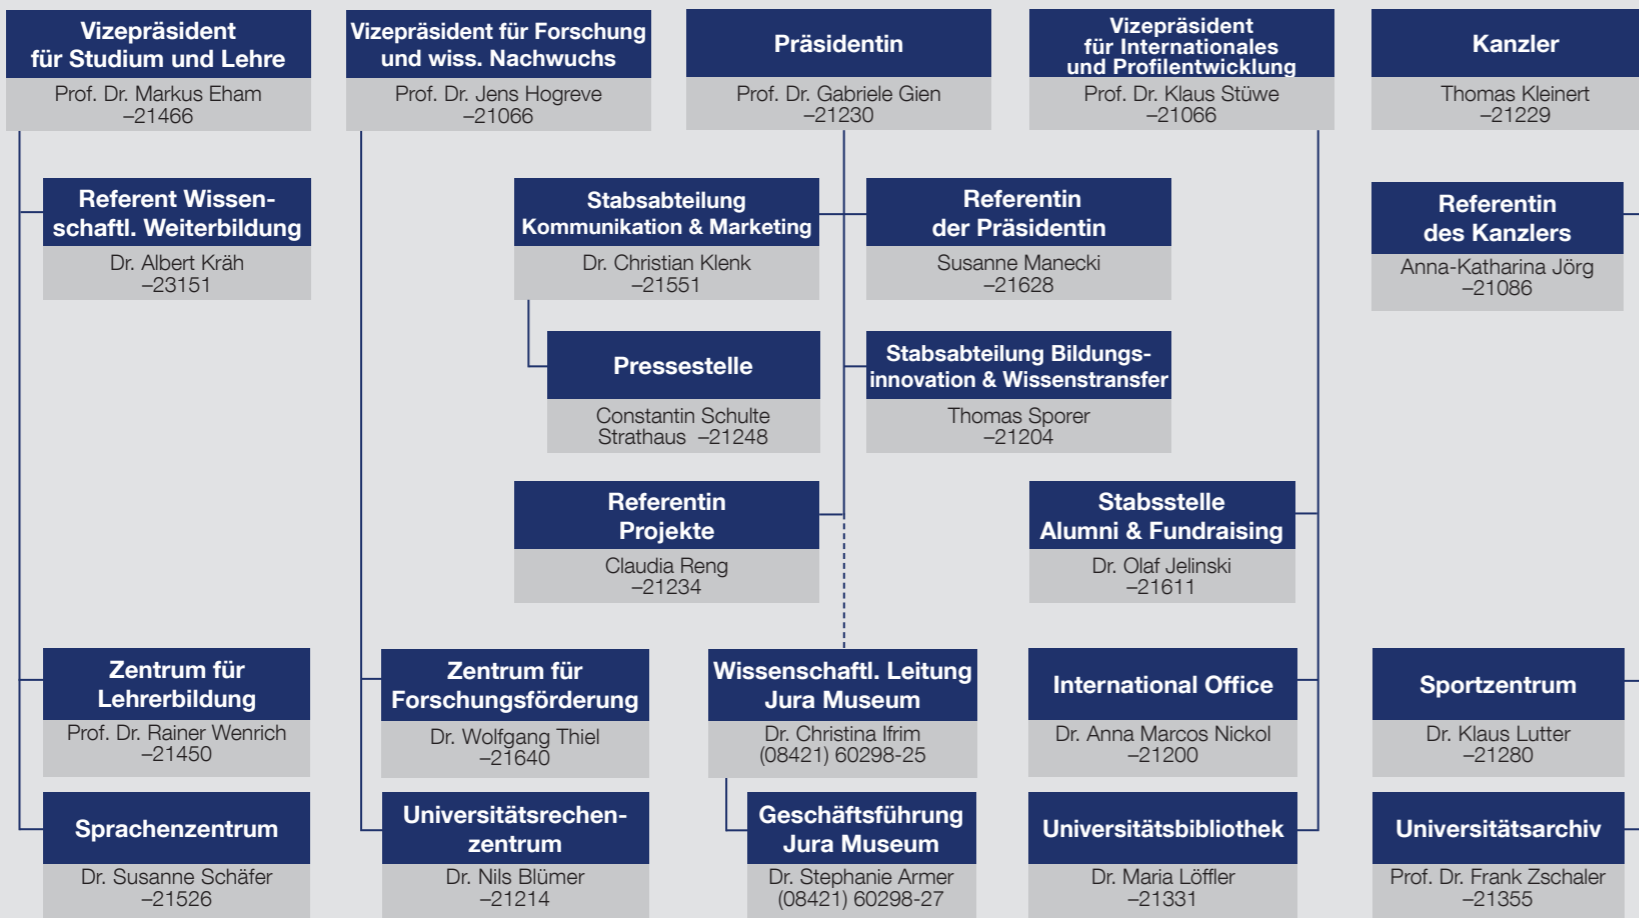 Vizepräsident
für Studium und Lehre
Prof. Dr. Markus Eham
–21466
Vizepräsident für Forschung
und wiss. Nachwuchs
Prof. Dr. Jens Hogreve
–21066
Präsidentin
Prof. Dr. Gabriele Gien
–21230
Vizepräsident
für Internationales
und Profilentwicklung
Prof. Dr. Klaus Stüwe
–21066
Kanzler
Thomas Kleinert
–21229
Referent Wissen-
schaftl. Weiterbildung
Dr. Albert Kräh
–23151
Stabsabteilung
Kommunikation & Marketing
Dr. Christian Klenk
–21551
Referentin
der Präsidentin
Susanne Manecki
–21628
Referentin
des Kanzlers
Anna-Katharina Jörg
–21086
Pressestelle
Constantin Schulte
Strathaus –21248
Stabsabteilung Bildungs-
innovation & Wissenstransfer
Thomas Sporer
–21204
Referentin
Projekte
Claudia Reng
–21234
Stabsstelle
Alumni & Fundraising
Dr. Olaf Jelinski
–21611
Zentrum für
Lehrerbildung
Prof. Dr. Rainer Wenrich
–21450
Zentrum für
Forschungsförderung
Dr. Wolfgang Thiel
–21640
Wissenschaftl. Leitung
Jura Museum
Dr. Christina Ifrim
(08421) 60298-25
International Office
Dr. Anna Marcos Nickol
–21200
Sportzentrum
Dr. Klaus Lutter
–21280
Sprachenzentrum
Dr. Susanne Schäfer
–21526
Universitätsrechen-
zentrum
Dr. Nils Blümer
–21214
Geschäftsführung
Jura Museum
Dr. Stephanie Armer
(08421) 60298-27
Universitätsbibliothek
Dr. Maria Löffler
–21331
Universitätsarchiv
Prof. Dr. Frank Zschaler
–21355